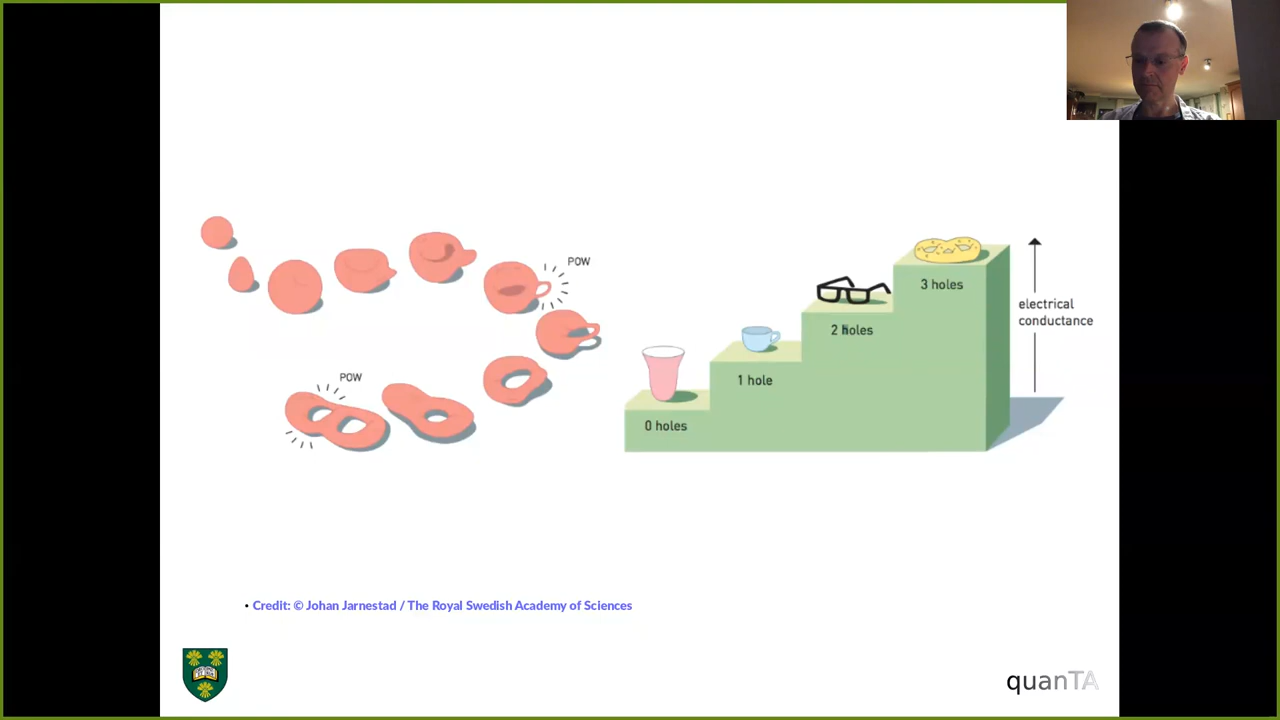 POW
POW
electrical
conductance
3 holes
2 holes
1 hole
0 holes
• Credit: © Johan Jarnestad / The Royal Swedish Academy of Sciences
quanTA